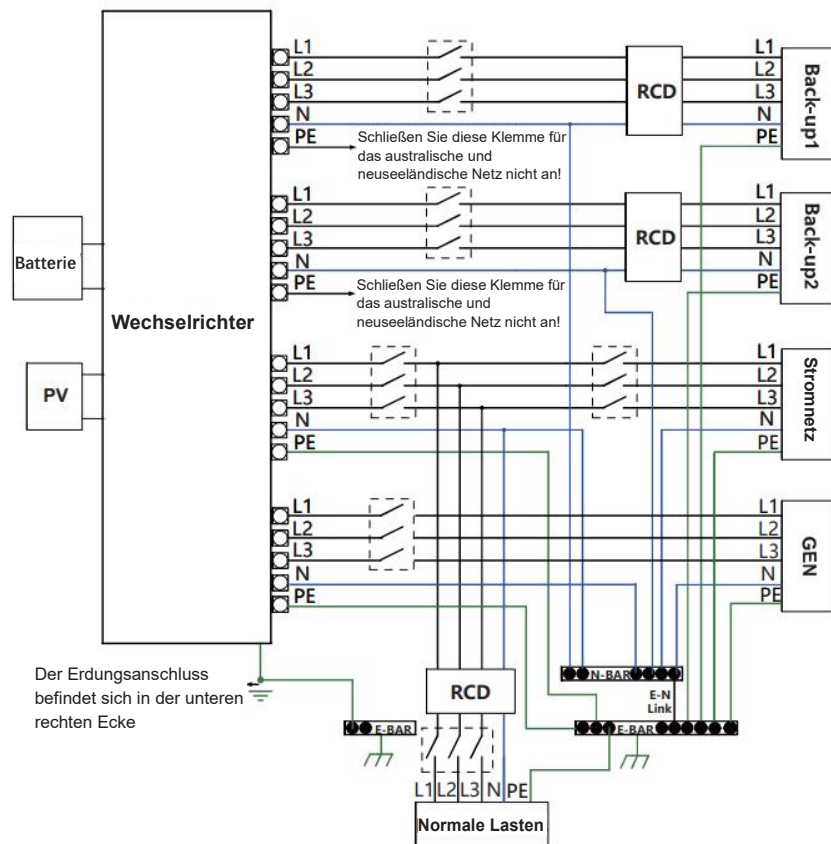 L1
L2
L3
N
PE
Schließen Sie diese Klemme für
das australische und
neuseeländische Netz nicht an!
RCD
L1
L2
L3
N
PE
Back-up1
L1
L2
L3
N
PE
Schließen Sie diese Klemme für
das australische und
neuseeländische Netz nicht an!
RCD
L1
L2
L3
N
PE
Back-up2
Batterie
Wechselrichter
PV
L1
L2
L3
N
PE
L1
L2
L3
N
PE
Stromnetz
L1
L2
L3
N
PE
L1
L2
L3
N
PE
GEN
Der Erdungsanschluss
befindet sich in der unteren
rechten Ecke
E-BAR
RCD
N-BAR
E-N
Link
E-BAR
L1 L2 L3 N PE
Normale Lasten